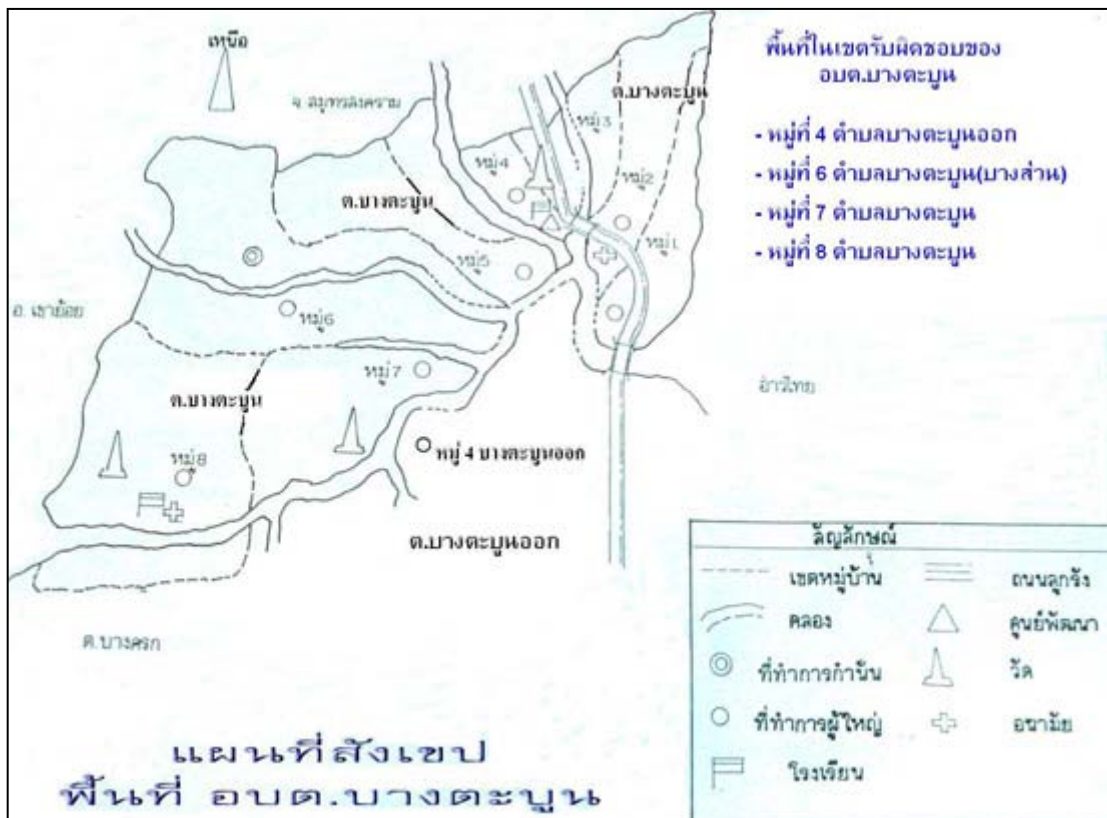 เหนือ
พื้นที่ในเขตรับผิดชอบของ
อบต.บางตะบูน
- หมู่ที่ 4 ตำบลบางตะบูนออก
- หมู่ที่ 6 ตำบลบางตะบูน(บางส่วน)
- หมู่ที่ 7 ตำบลบางตะบูน
- หมู่ที่ 8 ตำบลบางตะบูน
จ.สมุทรสงคราม
ต.บางตะบูน
หมู่3
หมู่4
หมู่2
ต.บางตะบูน
หมู่1
หมู่5
อ. เขาย้อย
หมู่6
หมู่7
อ่าวไทย
ต.บางตะบูน
หมู่ 4 บางตะบูนออก
หมู่8
ต.บางตะบูนออก
ต.บางครก
สัญลักษณ์
เขตหมู่บ้าน
ถนนลูกรัง
คลอง
ศูนย์พัฒนา
ที่ทำการกำนัน
วัด
ที่ทำการผู้ใหญ่
อนามัย
โรงเรียน
แผนที่สังเขป
พื้นที่ อบต.บางตะบูน